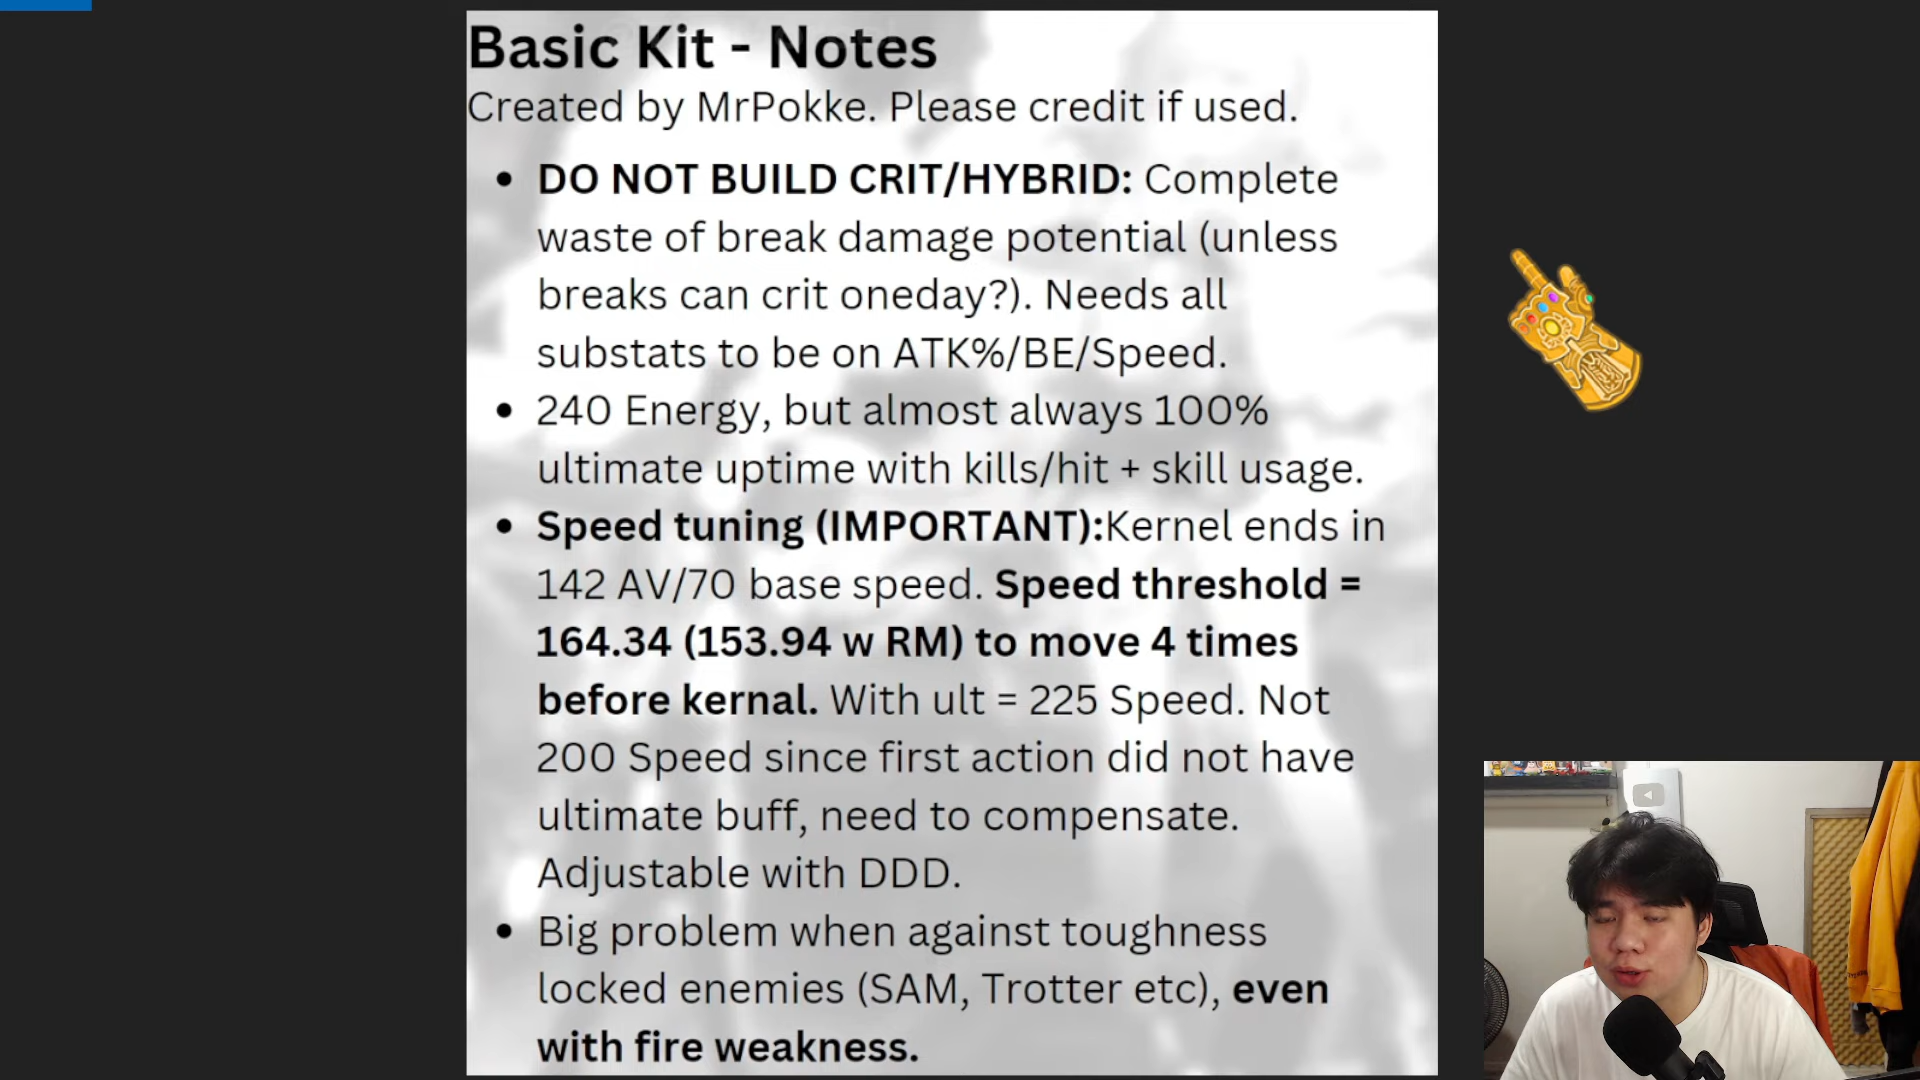 Basic Kit - Notes
Created by MrPokke. Please credit if used.
• DO NOT BUILD CRIT/HYBRID: Complete
waste of break damage potential (unless
breaks can crit oneday?). Needs all
substats to be on ATK%/BE/Speed.
• 240 Energy, but almost always 100%
ultimate uptime with kills/hit + skill usage.
• Speed tuning (IMPORTANT):Kernel ends in
142 AV/70 base speed. Speed threshold =
164.34 (153.94 w RM) to move 4 times
before kernal. With ult = 225 Speed. Not
200 Speed since first action did not have
ultimate buff, need to compensate.
Adjustable with DDD.
• Big problem when against toughness
locked enemies (SAM, Trotter etc), even
with fire weakness.